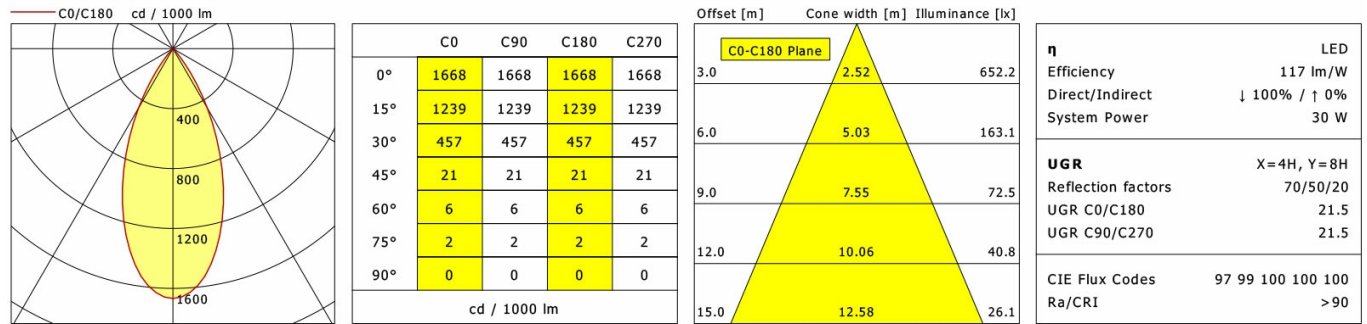 C0/C180 cd / 1000 lm
400
800
1200
1600
C0 C90 C180 C270
0° 1668 1668 1668 1668
15° 1239 1239 1239 1239
30° 457 457 457 457
45° 21 21 21 21
60° 6 6 6 6
75° 2 2 2 2
90° 0 0 0 0
cd / 1000 lm
Offset [m] Cone width [m] Illuminance [lx]
C0-C180 Plane
3.0 2.52 652.2
6.0 5.03 163.1
9.0 7.55 72.5
12.0 10.06 40.8
15.0 12.58 26.1
η LED
Efficiency 117 lm/W
Direct/Indirect ↓ 100% / ↑ 0%
System Power 30 W
UGR X=4H, Y=8H
Reflection factors 70/50/20
UGR C0/C180 21.5
UGR C90/C270 21.5
CIE Flux Codes 97 99 100 100 100
Ra/CRI >90